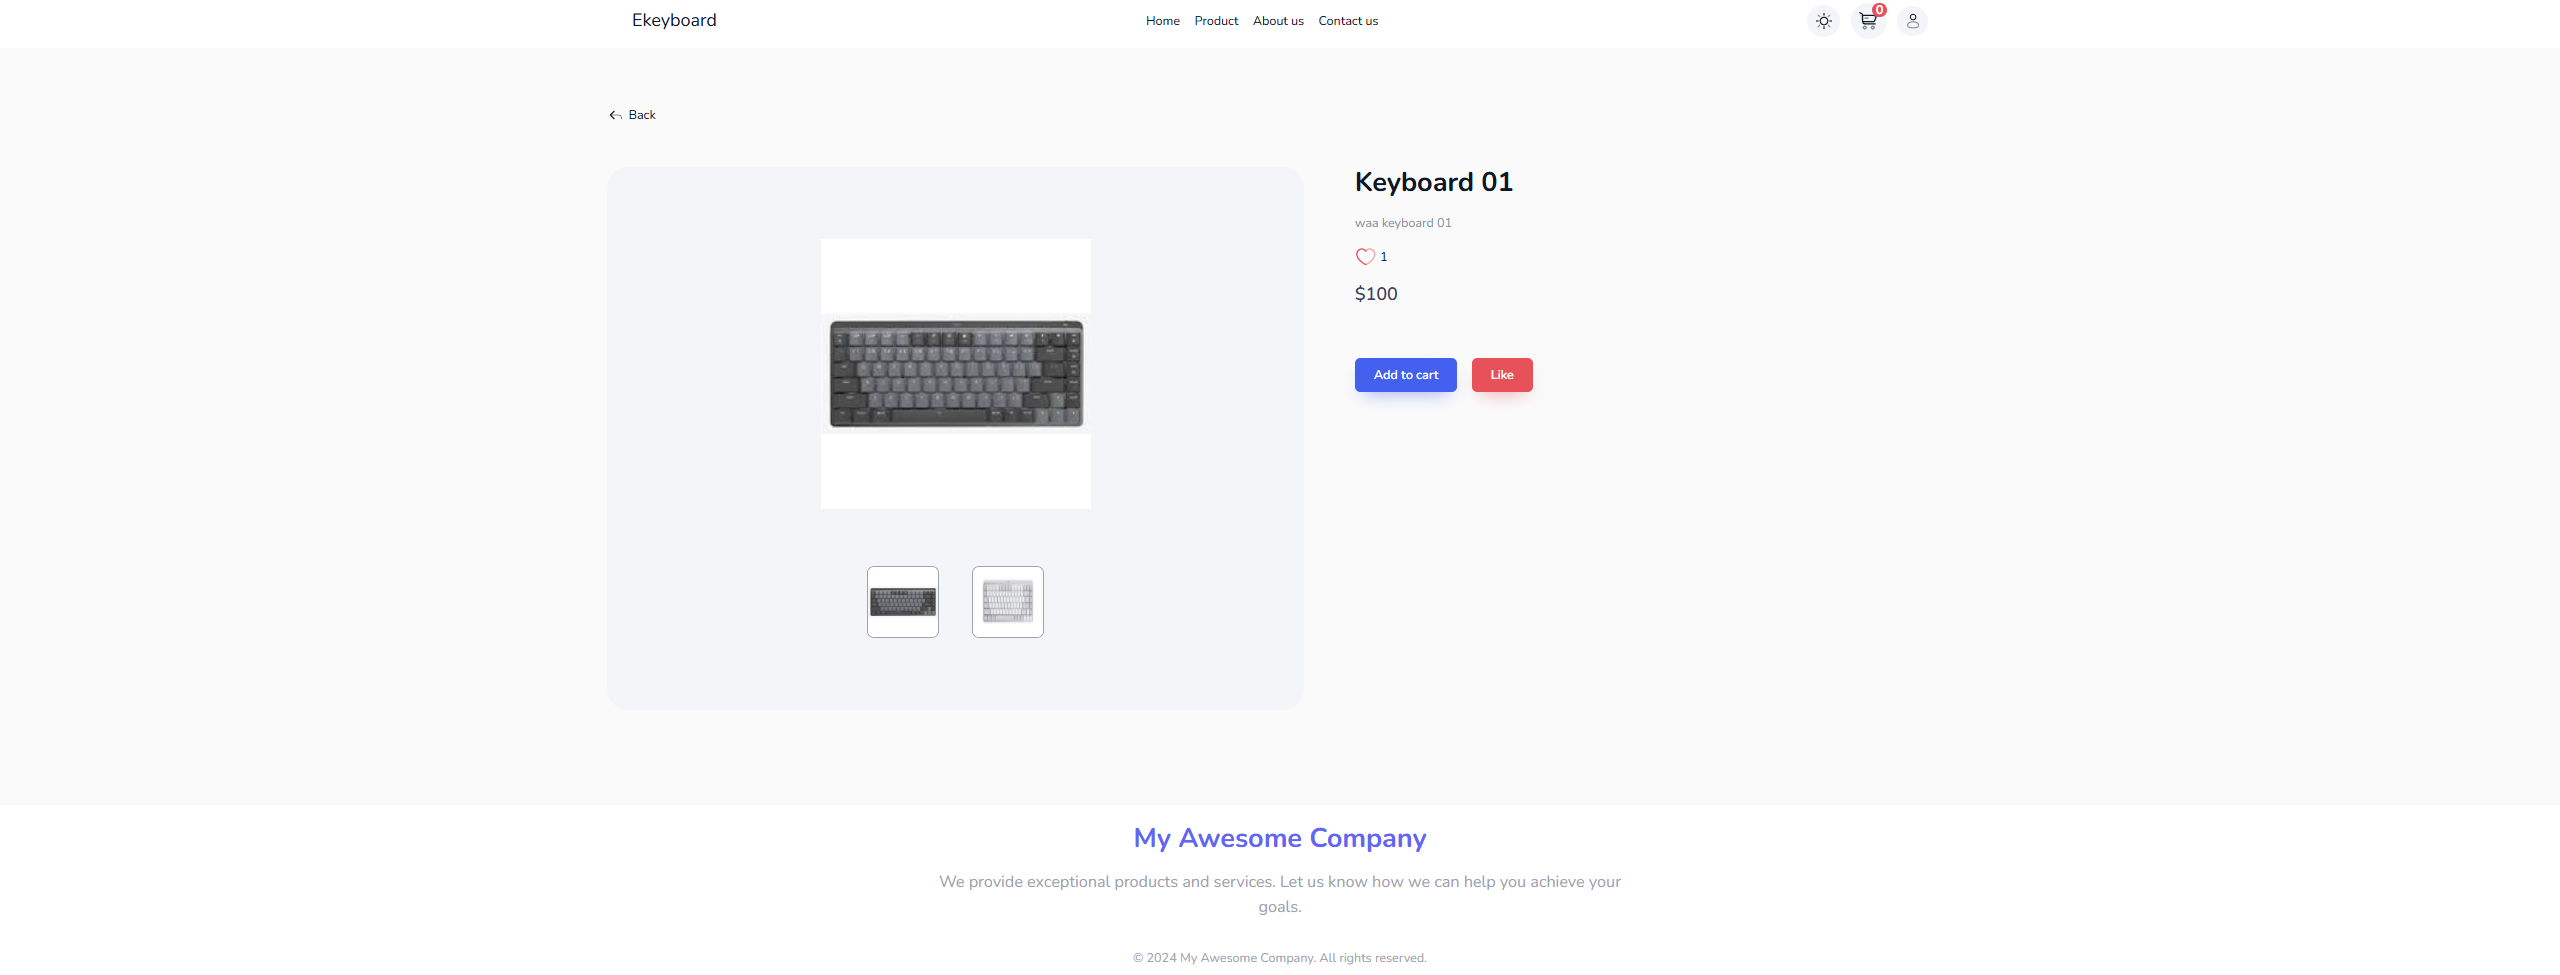 Ekeyboard
Home Product About us Contact us
0
Back
Keyboard 01
waa keyboard 01
1
$100
Add to cart Like
My Awesome Company
We provide exceptional products and services. Let us know how we can help you achieve your
goals.
© 2024 My Awesome Company. All rights reserved.